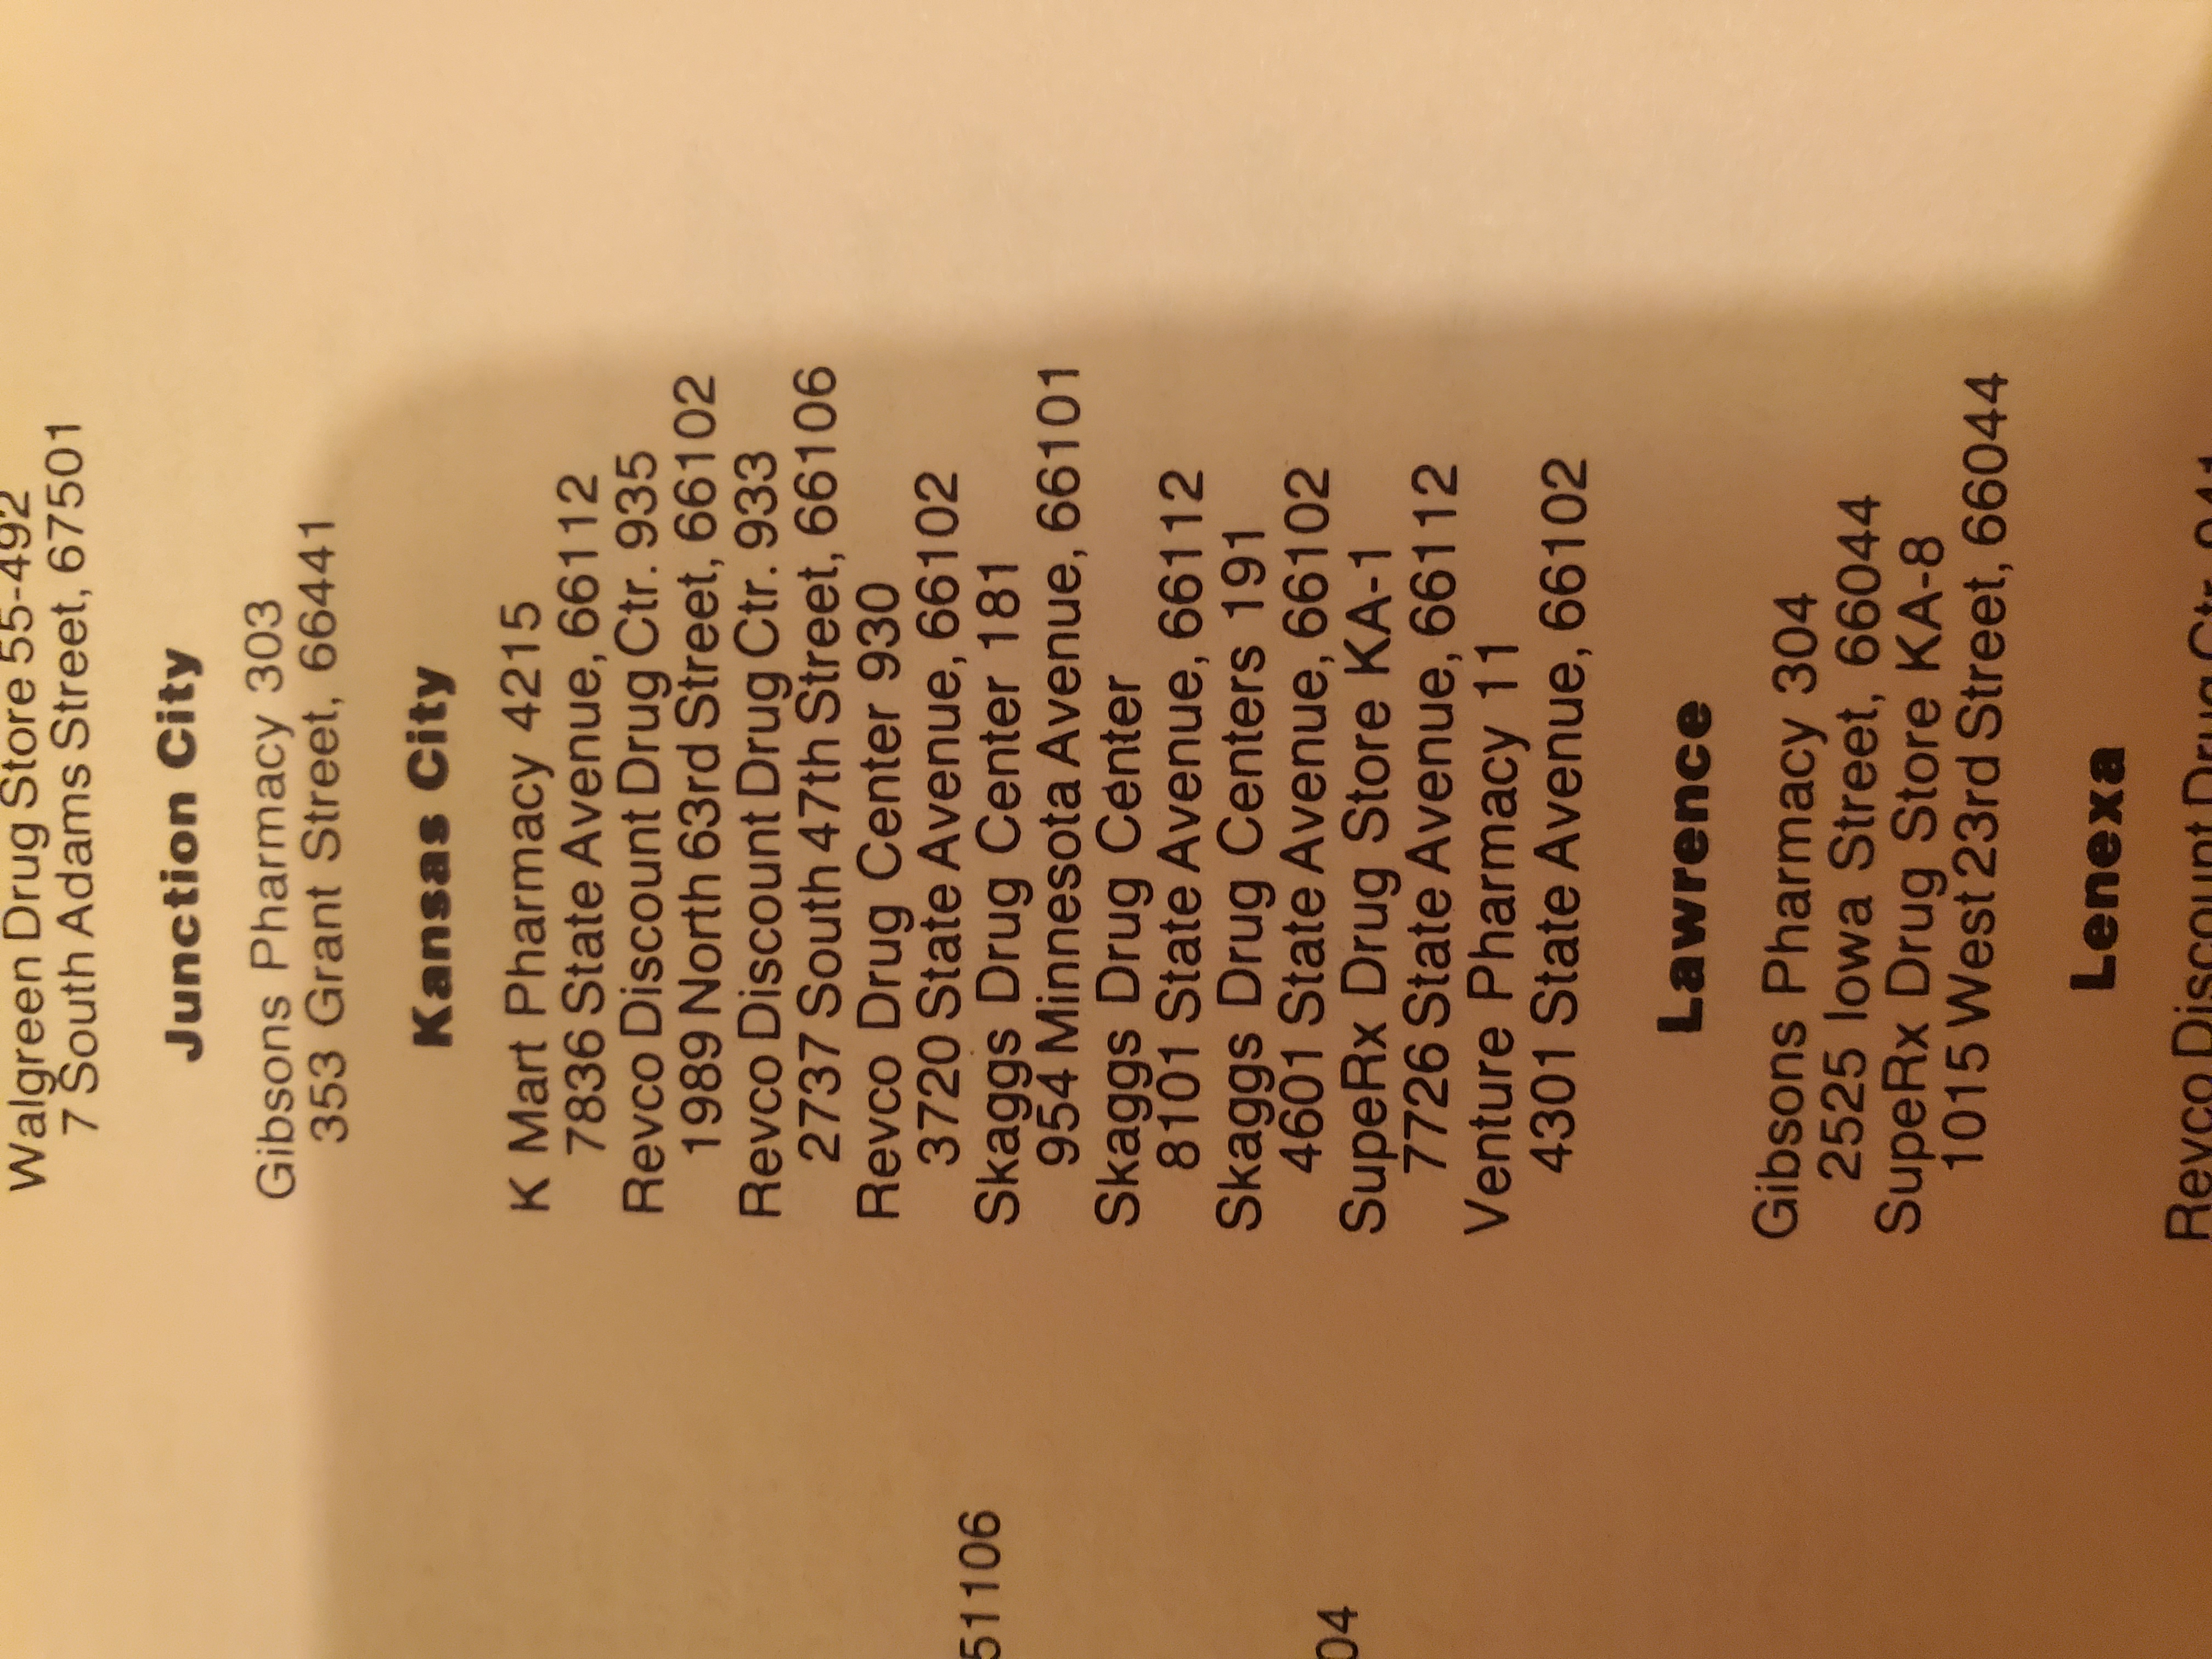 Walgreen Drug Store 55-492
7 South Adams Street, 67501
Junction City
Gibsons Pharmacy 303
353 Grant Street, 66441
Kansas City
K Mart Pharmacy 4215
7836 State Avenue, 66112
Revco Discount Drug Ctr. 935
1989 North 63rd Street, 66102
Revco Discount Drug Ctr. 933
2737 South 47th Street, 66106
Revco Drug Center 930
3720 State Avenue, 66102
Skaggs Drug Center 181
954 Minnesota Avenue, 66101
Skaggs Drug Center
8101 State Avenue, 66112
Skaggs Drug Centers 191
4601 State Avenue, 66102
SupeRx Drug Store KA-1
7726 State Avenue, 66112
Venture Pharmacy 11
4301 State Avenue, 66102
Lawrence
Gibsons Pharmacy 304
2525 Iowa Street, 66044
SupeRx Drug Store KA-8
1015 West 23rd Street, 66044
Lenexa
Revco Discount Drug Ctr.
51106
04